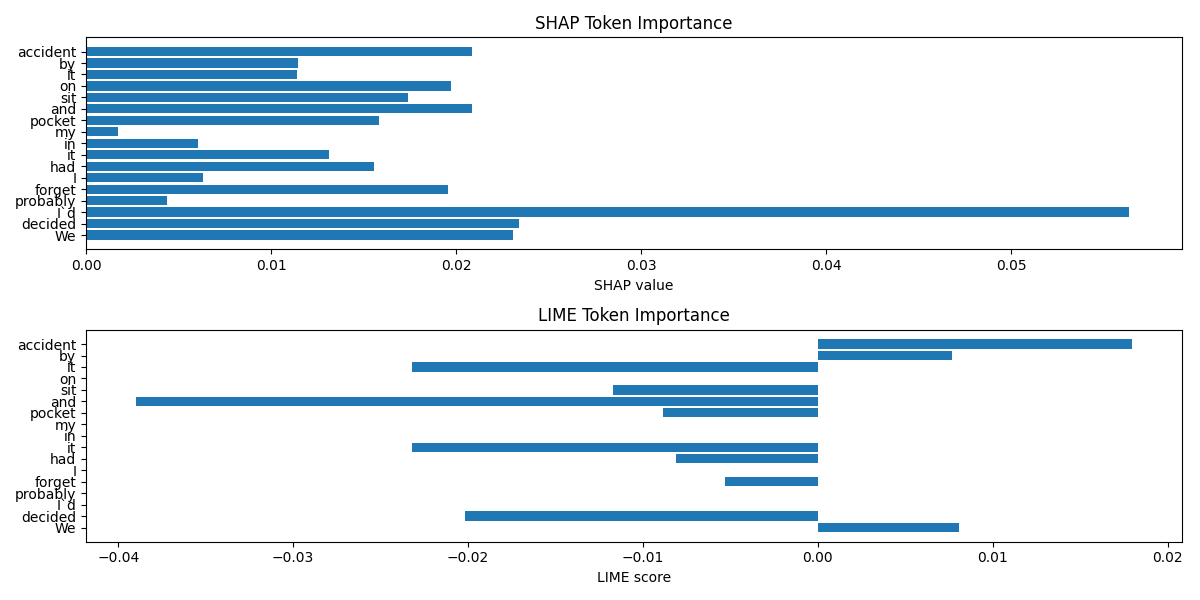 SHAP Token Importance
accident
by
it
on
sit
and
pocket
my
in
it
had
I
forget
probably
I`d
decided
We
0.00 0.01 0.02 0.03 0.04 0.05
SHAP value
LIME Token Importance
accident
by
it
on
sit
and
pocket
my
in
it
had
I
forget
probably
I`d
decided
We
−0.04 −0.03 −0.02 −0.01 0.00 0.01 0.02
LIME score